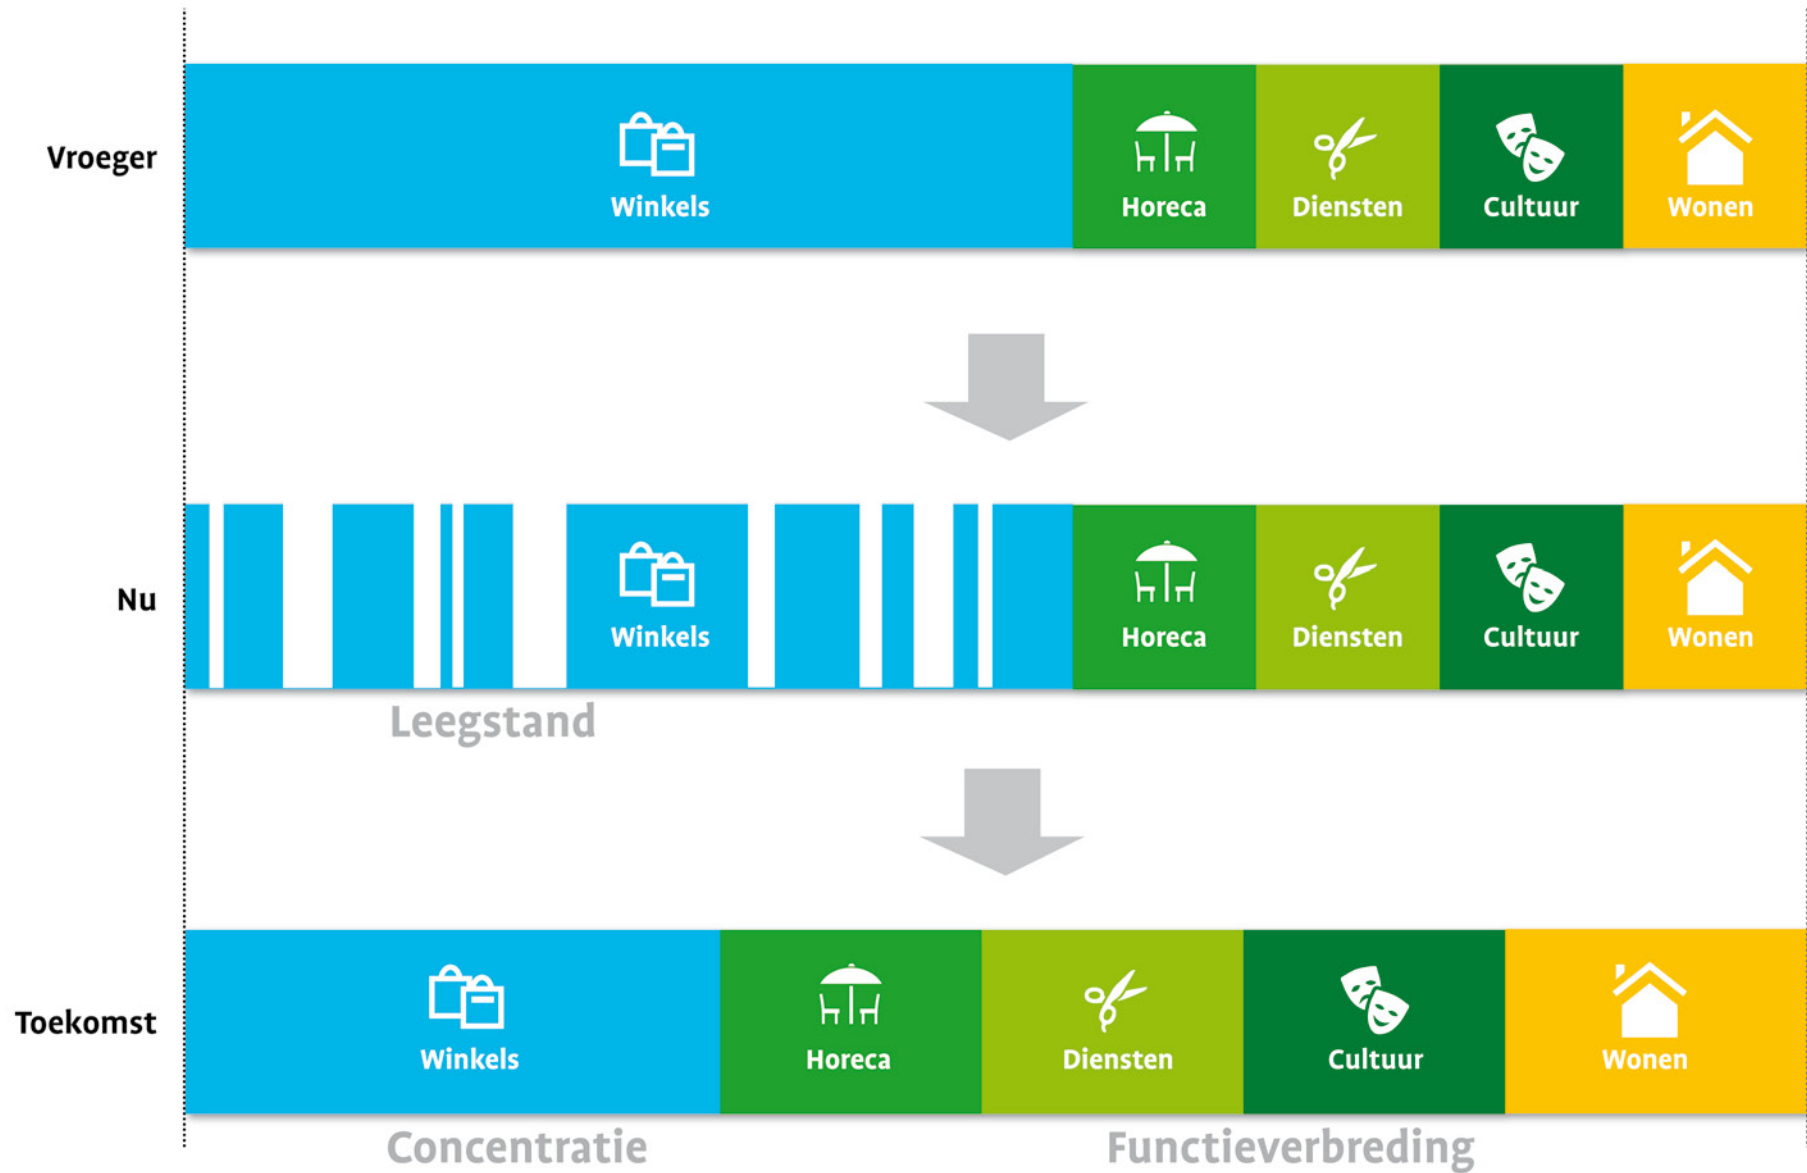 Vroeger
Winkels
Horeca
Diensten
Cultuur
Wonen
Nu
Winkels
Horeca
Diensten
Cultuur
Wonen
Leegstand
Toekomst
Winkels
Horeca
Diensten
Cultuur
Wonen
Concentratie
Functieverbreding